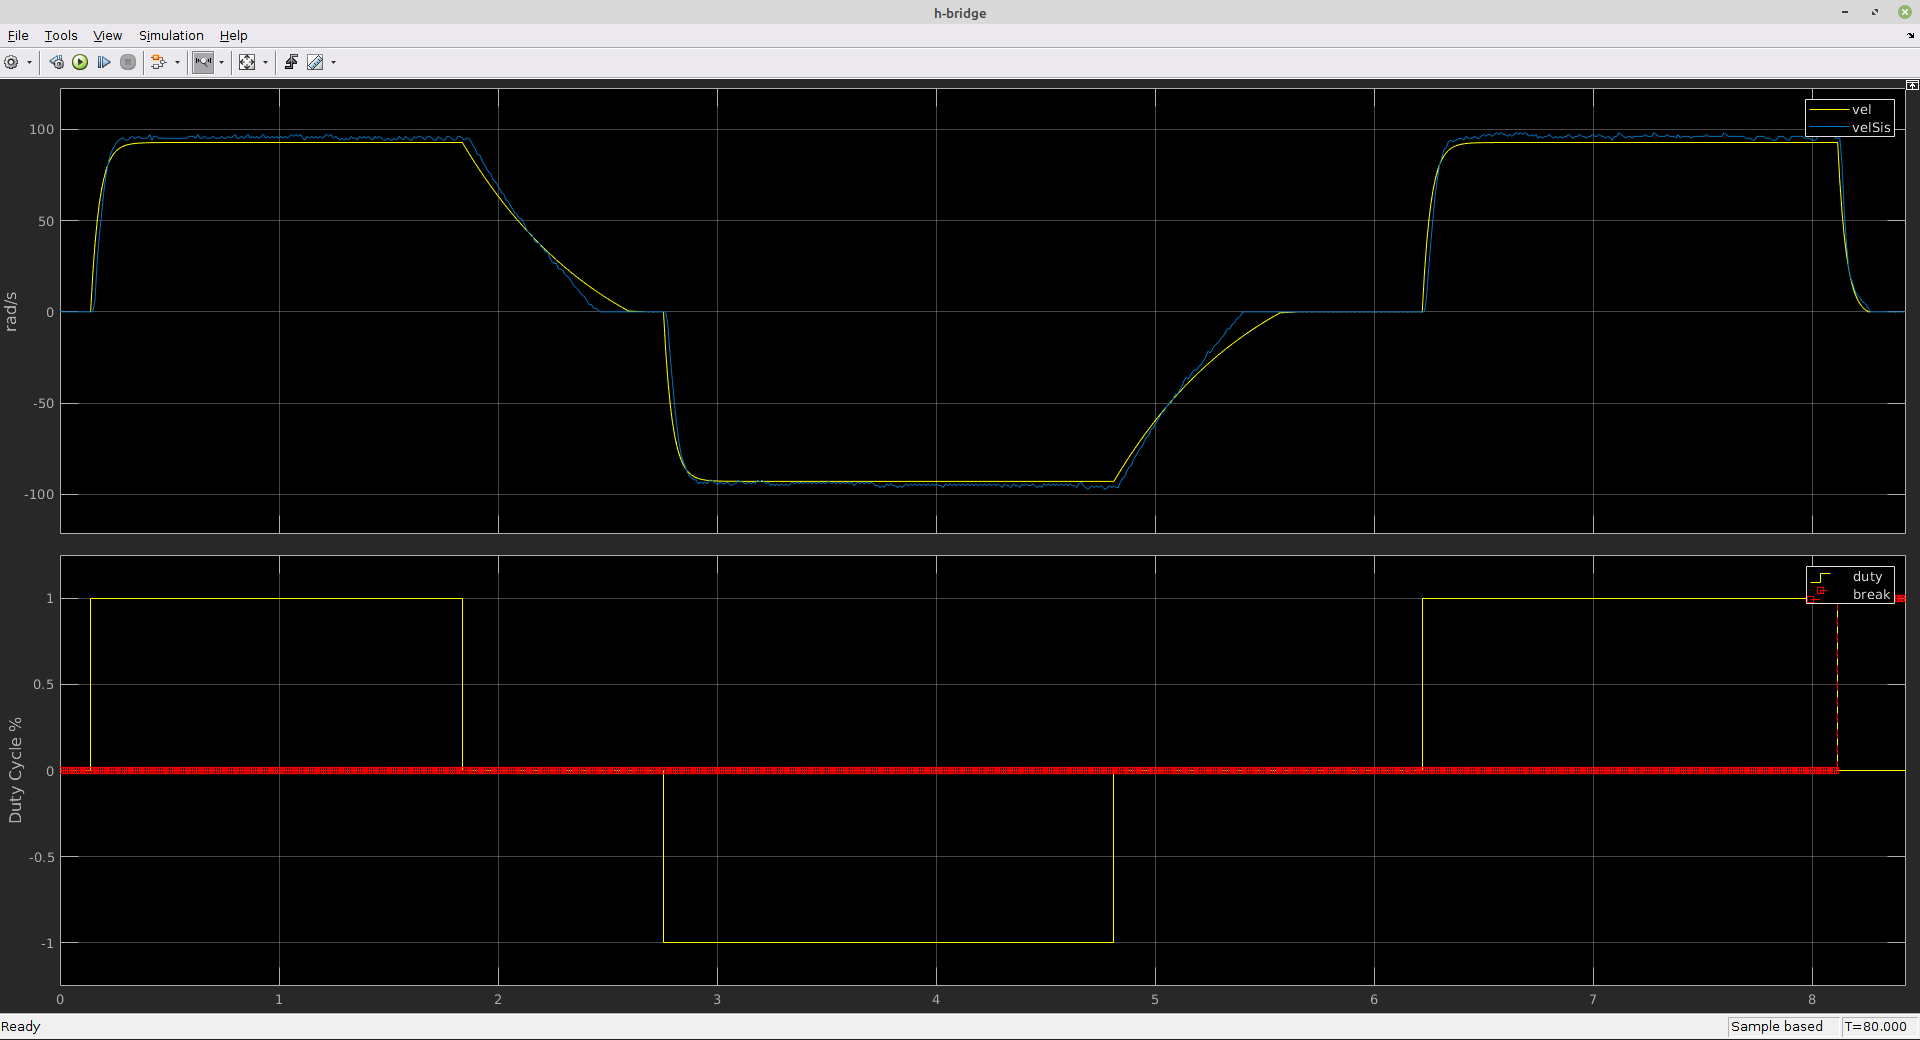 h-bridge
File Tools View Simulation Help
vel
velSis
100
50
0
-50
-100
rad/s
duty
break
1
0.5
0
-0.5
-1
Duty Cycle %
0 1 2 3 4 5 6 7 8
Ready
Sample based T=80.000